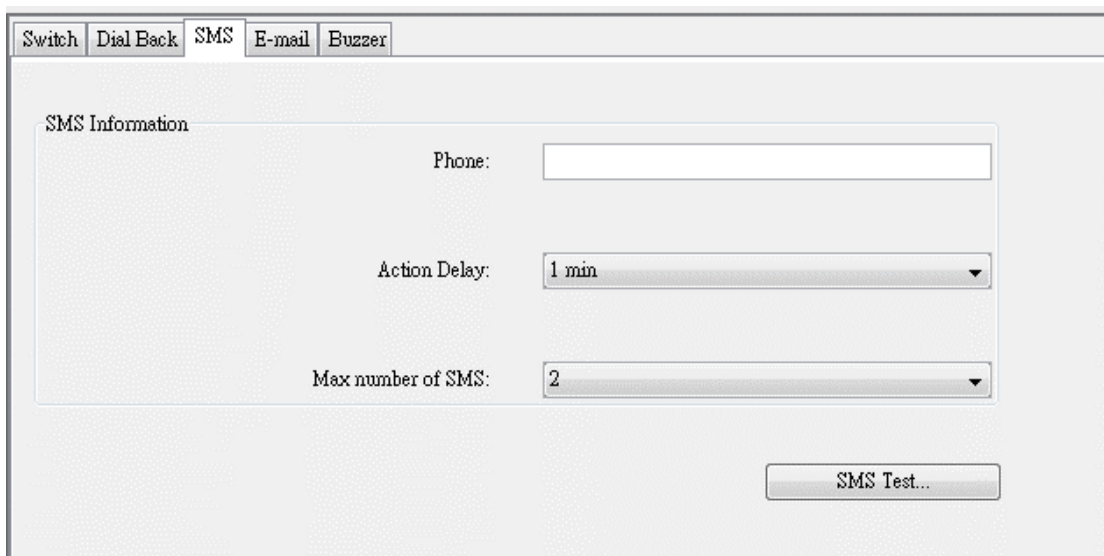 Switch Dial Back SMS E-mail Buzzer
SMS Information
Phone:
Action Delay: 1 min
Max number of SMS: 2
SMS Test...